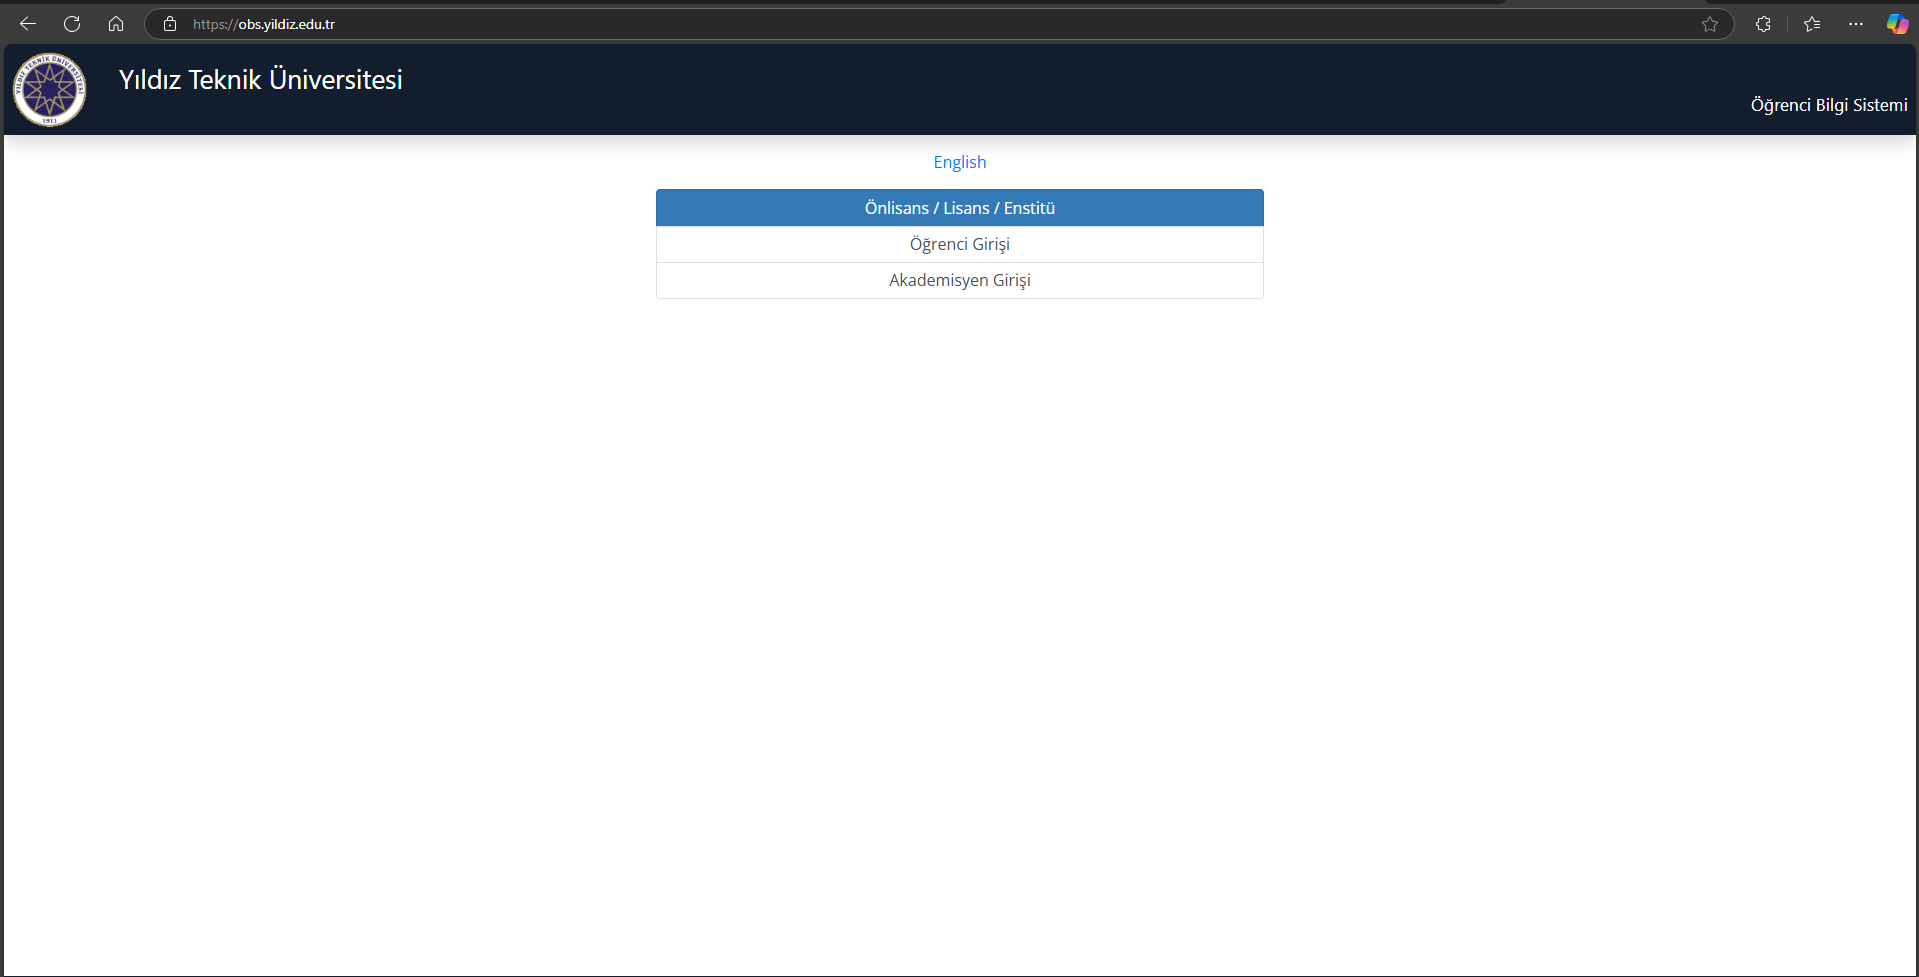 https://obs.yildiz.edu.tr
YILDIZ TEKNİK ÜNİVERSİTESİ
1911
Yıldız Teknik Üniversitesi
Öğrenci Bilgi Sistemi
English
Önlisans / Lisans / Enstitü
Öğrenci Girişi
Akademisyen Girişi